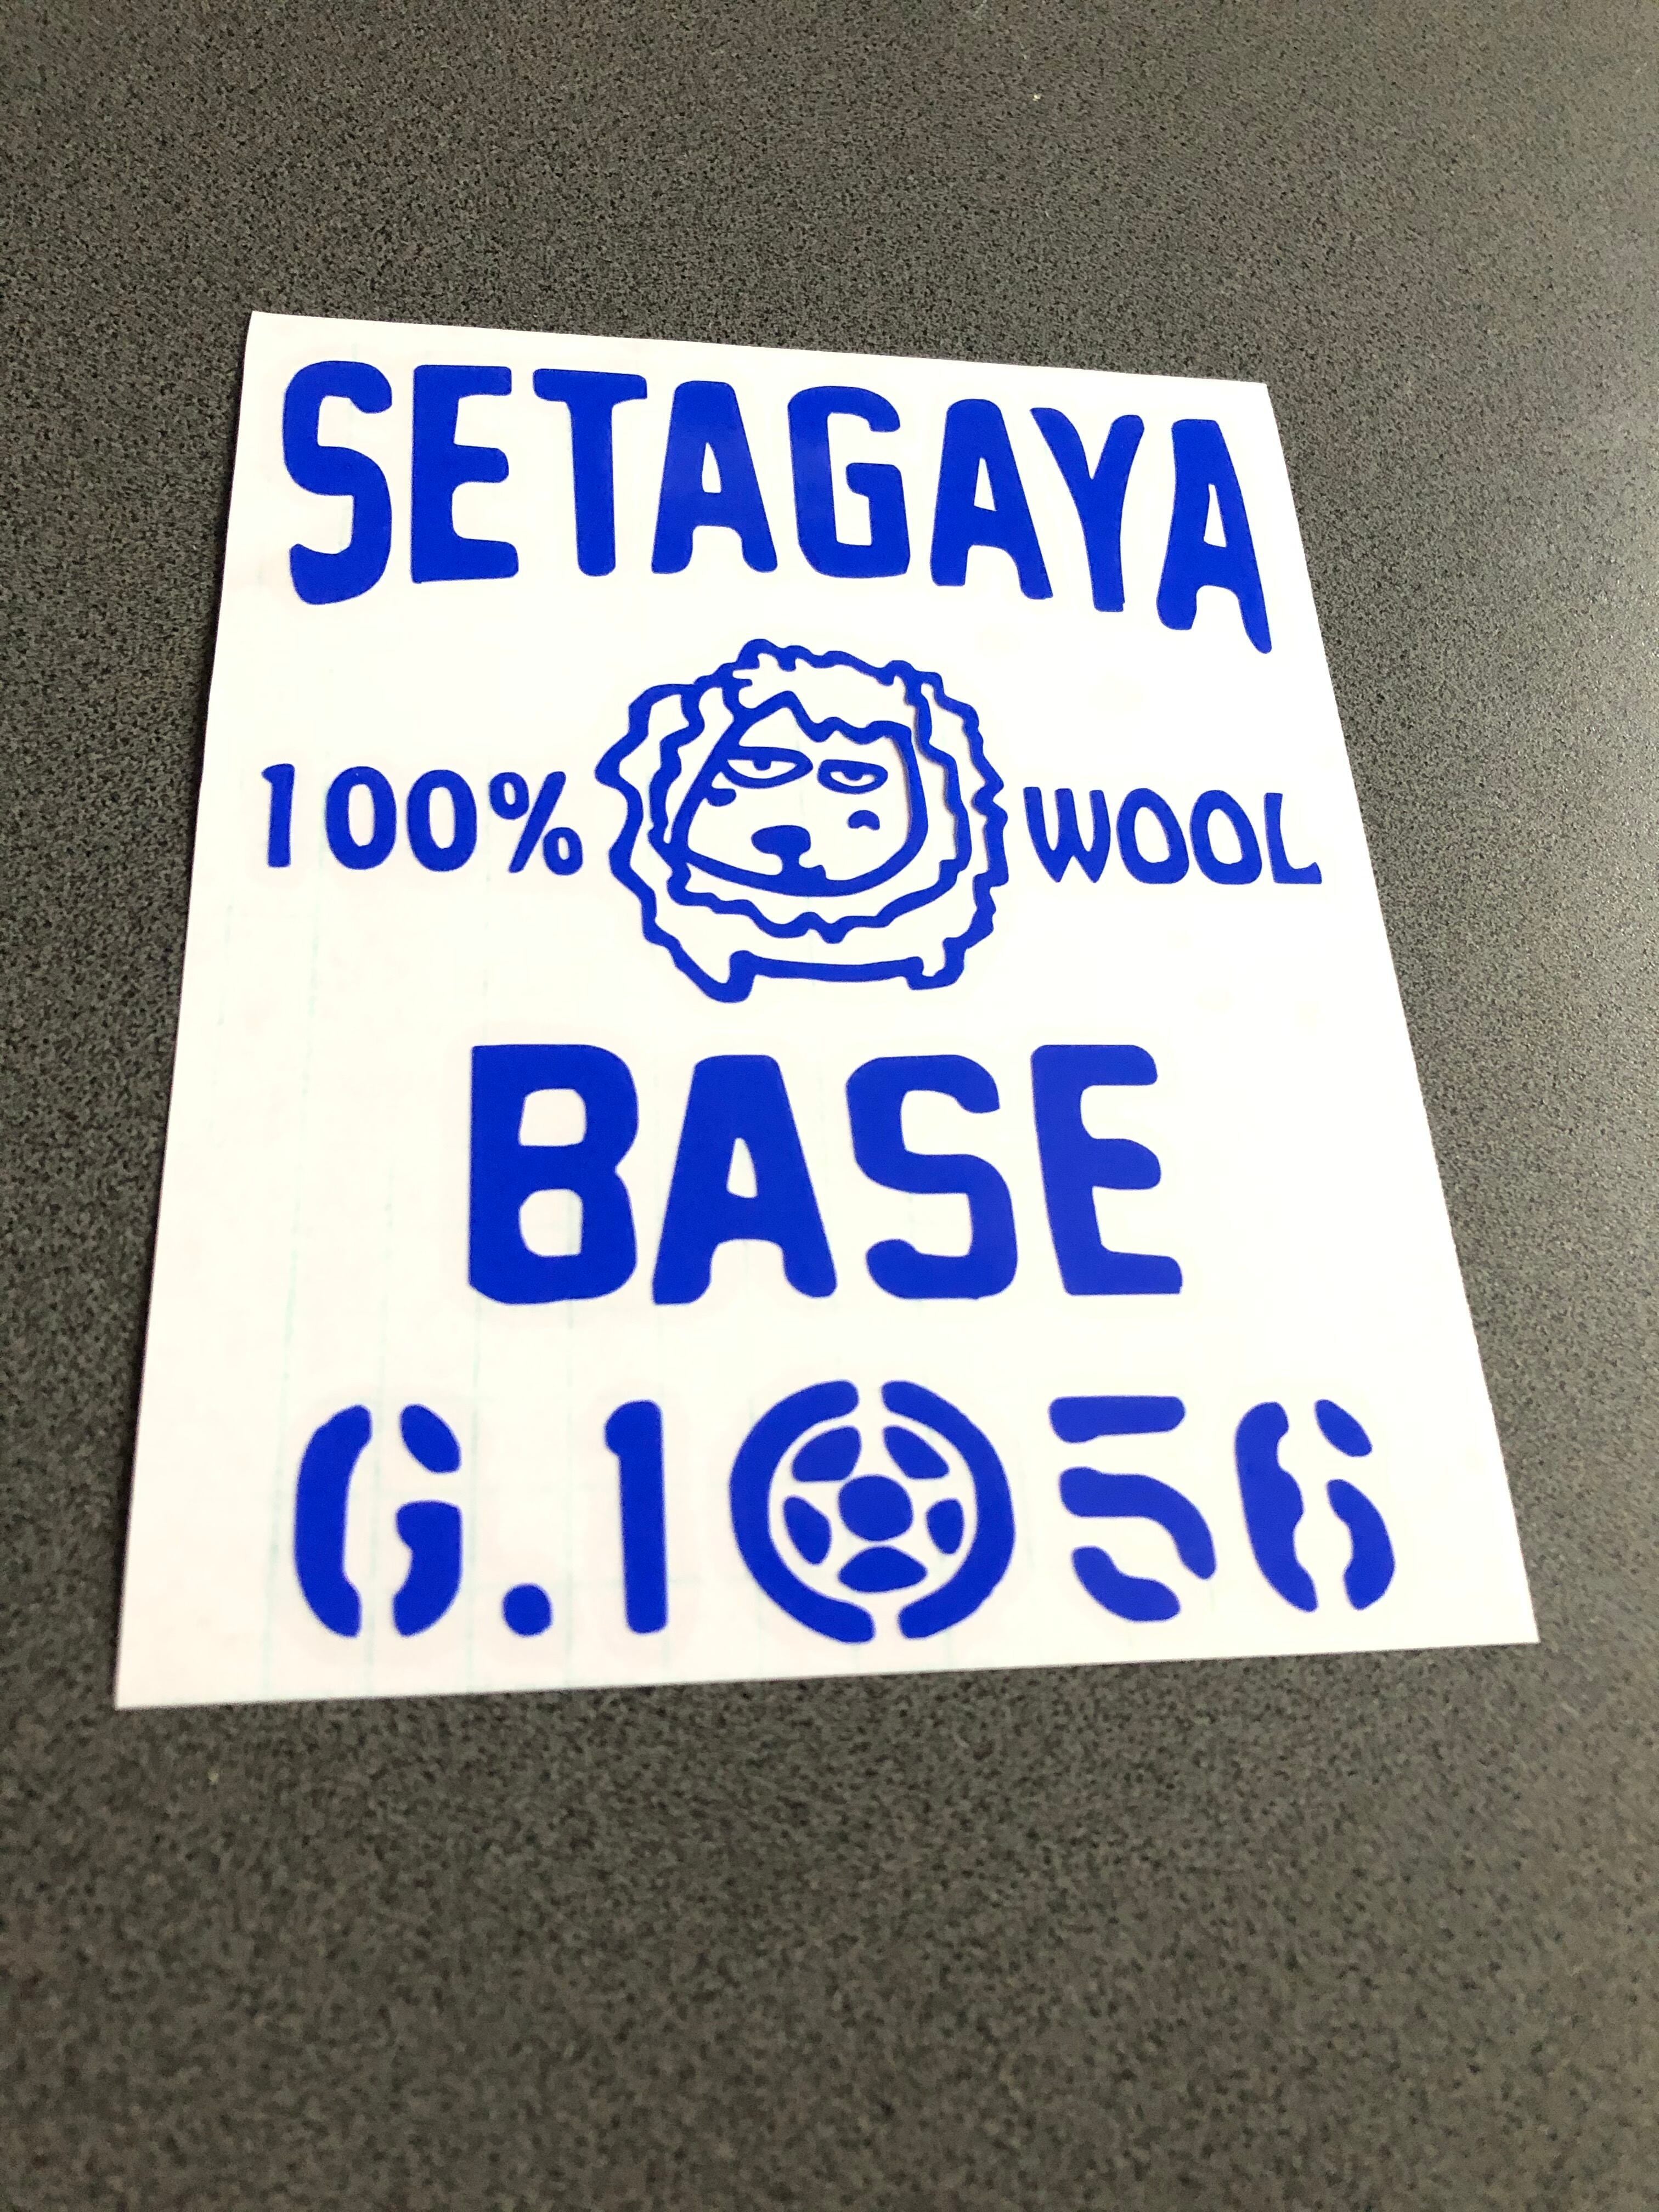 SETAGAYA
100% WOOL
BASE
G.1056